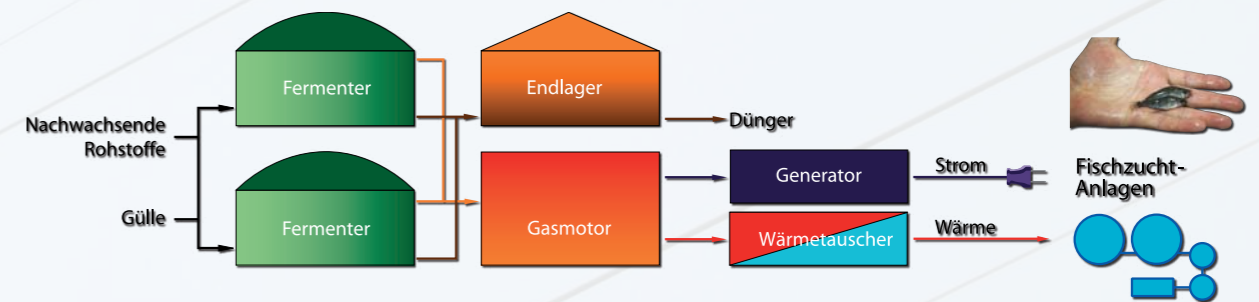 Nachwachsende
Rohstoffe
Gülle
Fermenter
Fermenter
Endlager
Dünger
Gasmotor
Generator
Strom
Wärmetauscher
Wärme
Fischzucht-
Anlagen